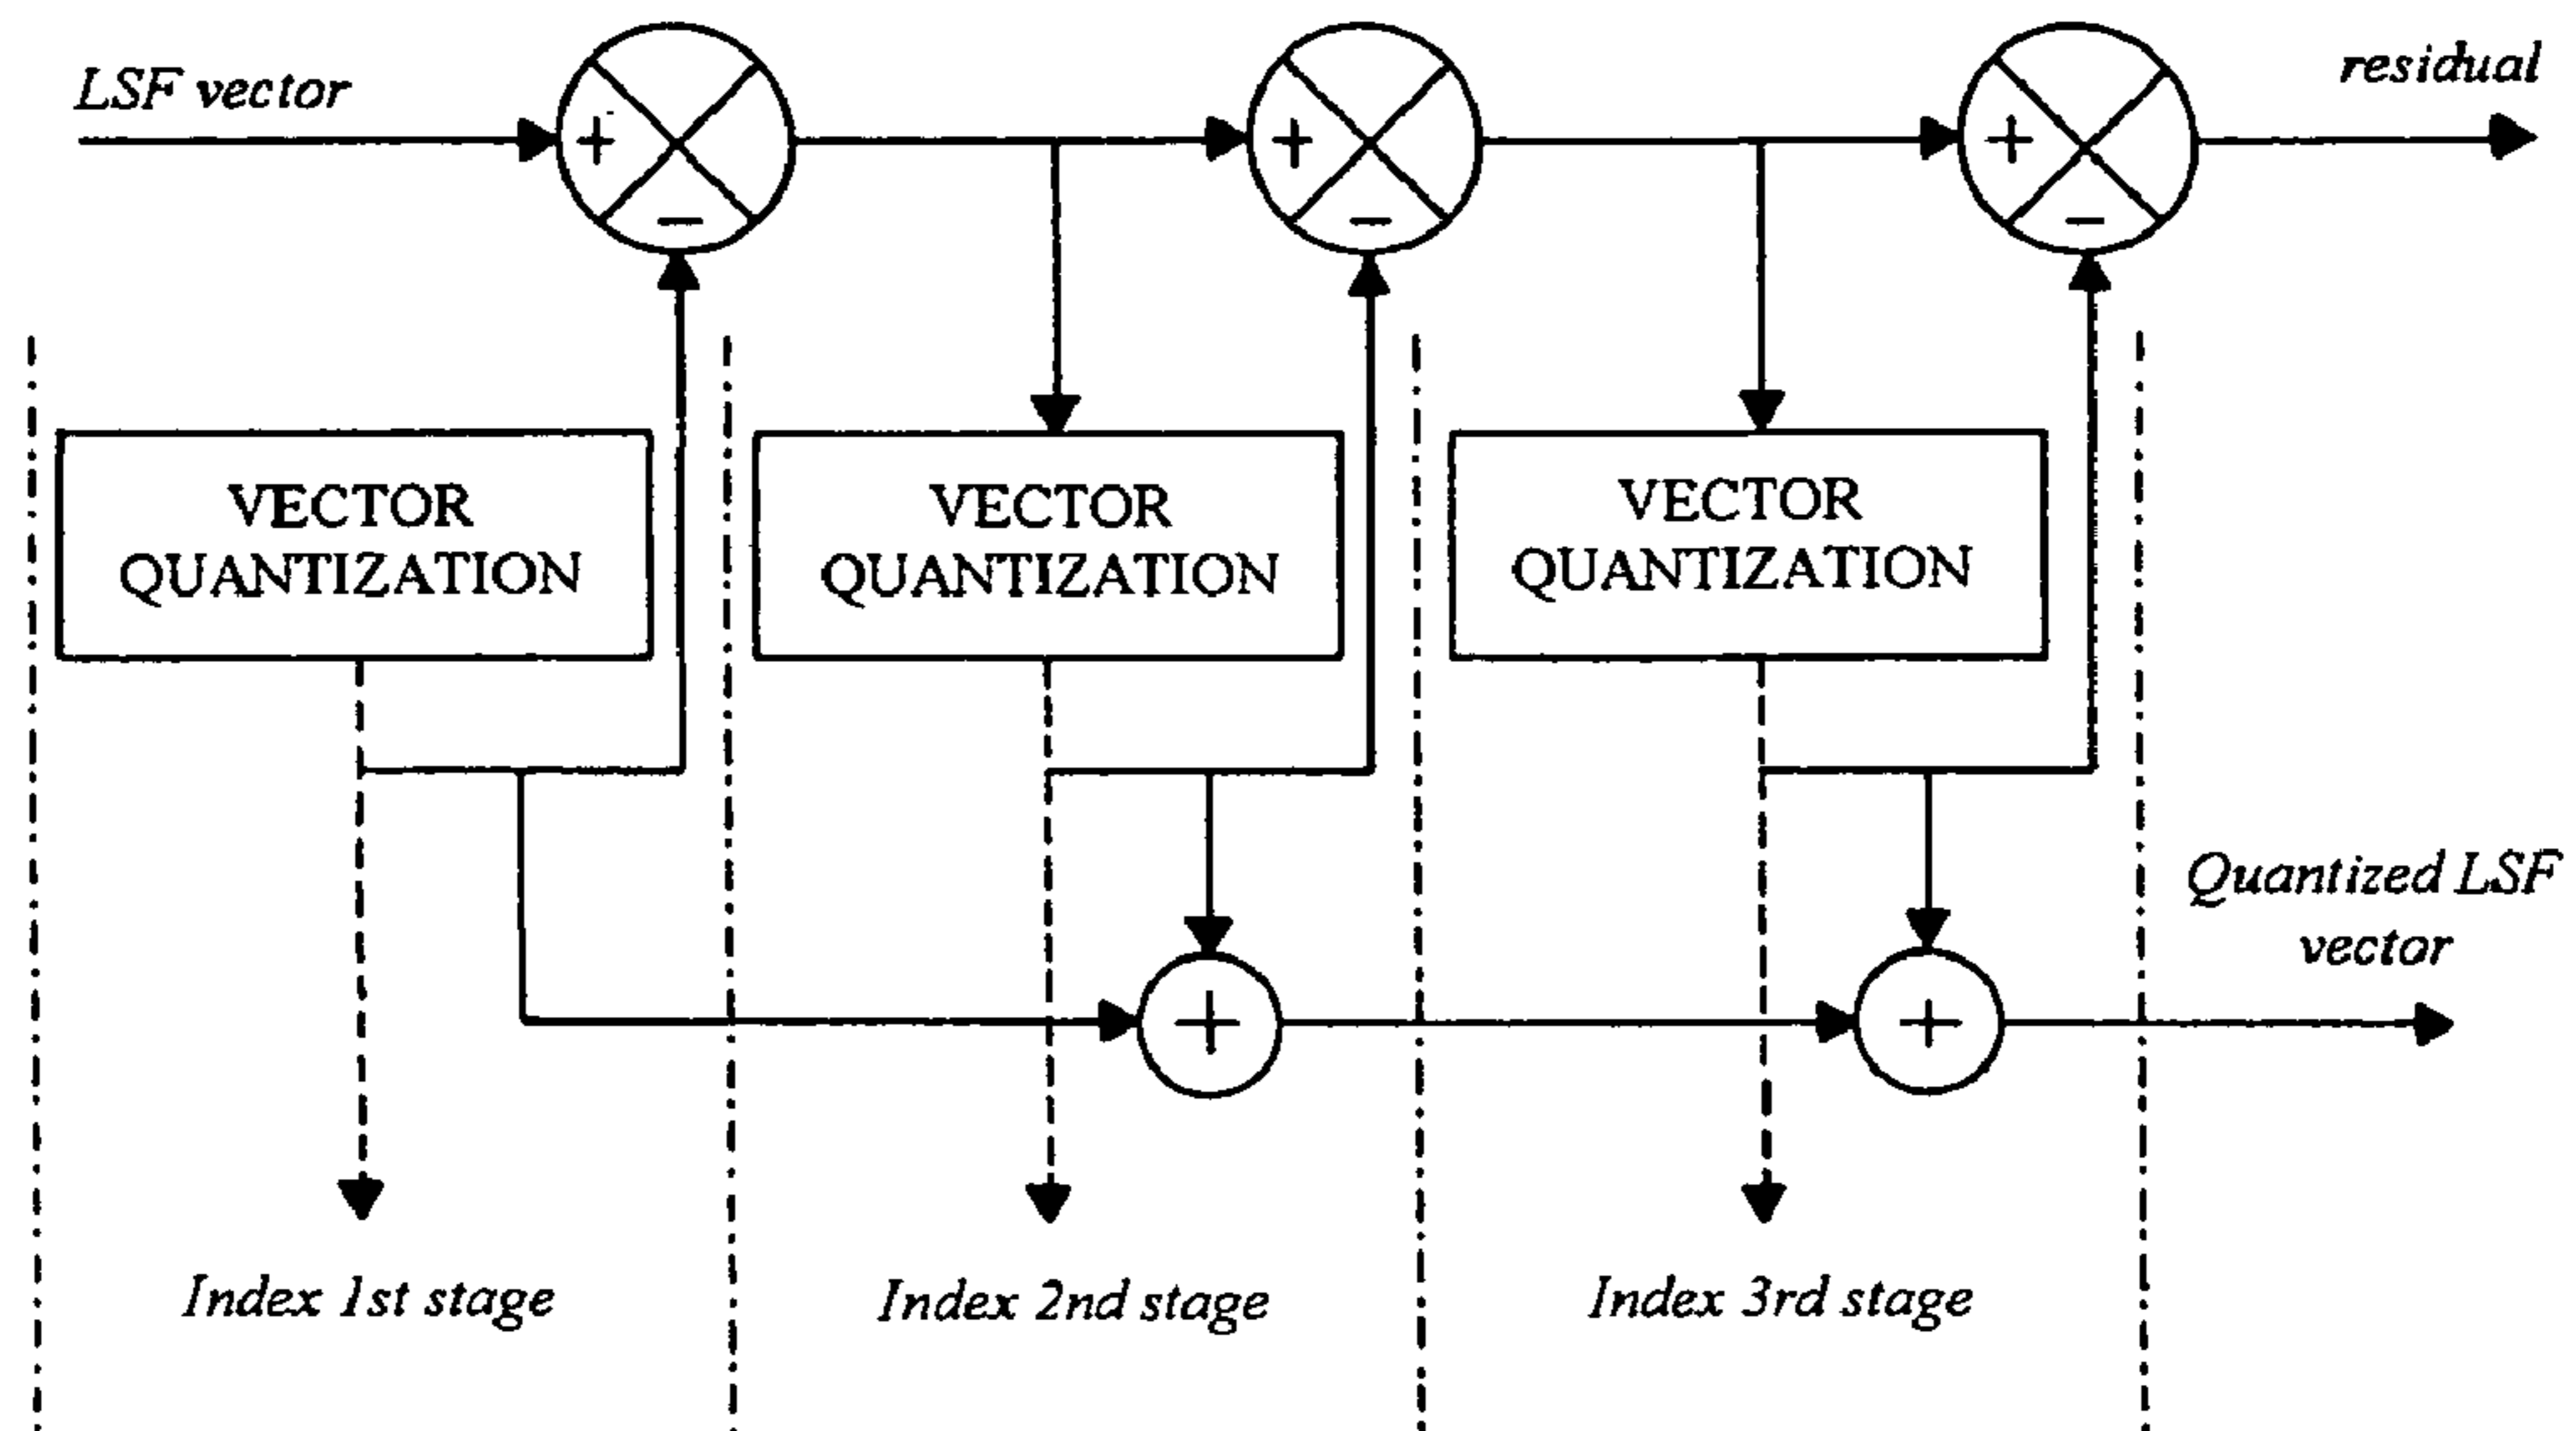 LSF vector
residual
+
−
+
−
+
−
VECTOR
QUANTIZATION
VECTOR
QUANTIZATION
VECTOR
QUANTIZATION
Quantized LSF
vector
+
+
Index 1st stage
Index 2nd stage
Index 3rd stage